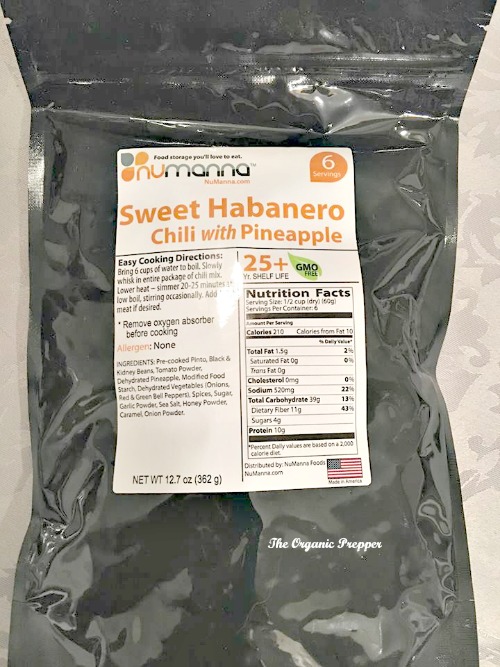 Food storage you'll love to eat.
numanna™
NuManna.com
6
Servings
Sweet Habanero
Chili with Pineapple
Easy Cooking Directions:
Bring 6 cups of water to boil. Slowly
whisk in entire package of chili mix.
Lower heat – simmer 20-25 minutes at
low boil, stirring occasionally. Add
meat if desired.
* Remove oxygen absorber
before cooking
Allergen: None
INGREDIENTS: Pre-cooked Pinto, Black &
Kidney Beans, Tomato Powder,
Dehydrated Pineapple, Modified Food
Starch, Dehydrated Vegetables (Onions,
Red & Green Bell Peppers), Spices, Sugar,
Garlic Powder, Sea Salt, Honey Powder,
Caramel, Onion Powder.
NET WT 12.7 oz (362 g)
25+
Yr. SHELF LIFE
GMO
FREE
Nutrition Facts
Serving Size: 1/2 cup (dry) (60g)
Servings Per Container: 6
Amount Per Serving
Calories 210 Calories from Fat 10
% Daily Value*
Total Fat 1.5g 2%
Saturated Fat 0g 0%
Trans Fat 0g
Cholesterol 0mg 0%
Sodium 520mg 22%
Total Carbohydrate 39g 13%
Dietary Fiber 11g 43%
Sugars 4g
Protein 10g
*Percent Daily values are based on a 2,000
calorie diet.
Distributed by: NuManna Foods
NuManna.com
Made in America
The Organic Prepper